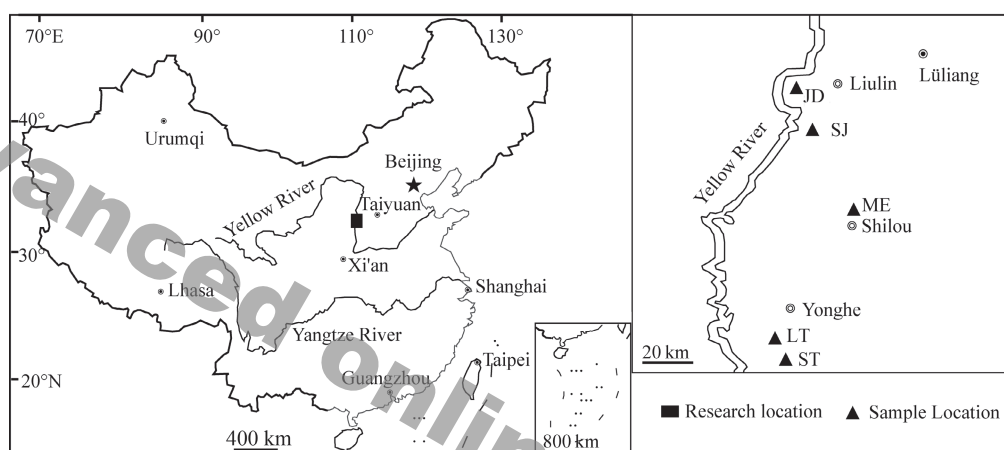 70°E 90° 110° 130°
40°
30°
20°N
Urumqi
Beijing
Taiyuan
Yellow River
Xi'an
Lhasa
Shanghai
Yangtze River
Taipei
Guangzhou
400 km
800 km
Lüliang
Liulin
JD
SJ
Yellow River
ME
Shilou
Yonghe
LT
ST
20 km
Research location
Sample Location
vanced onlin